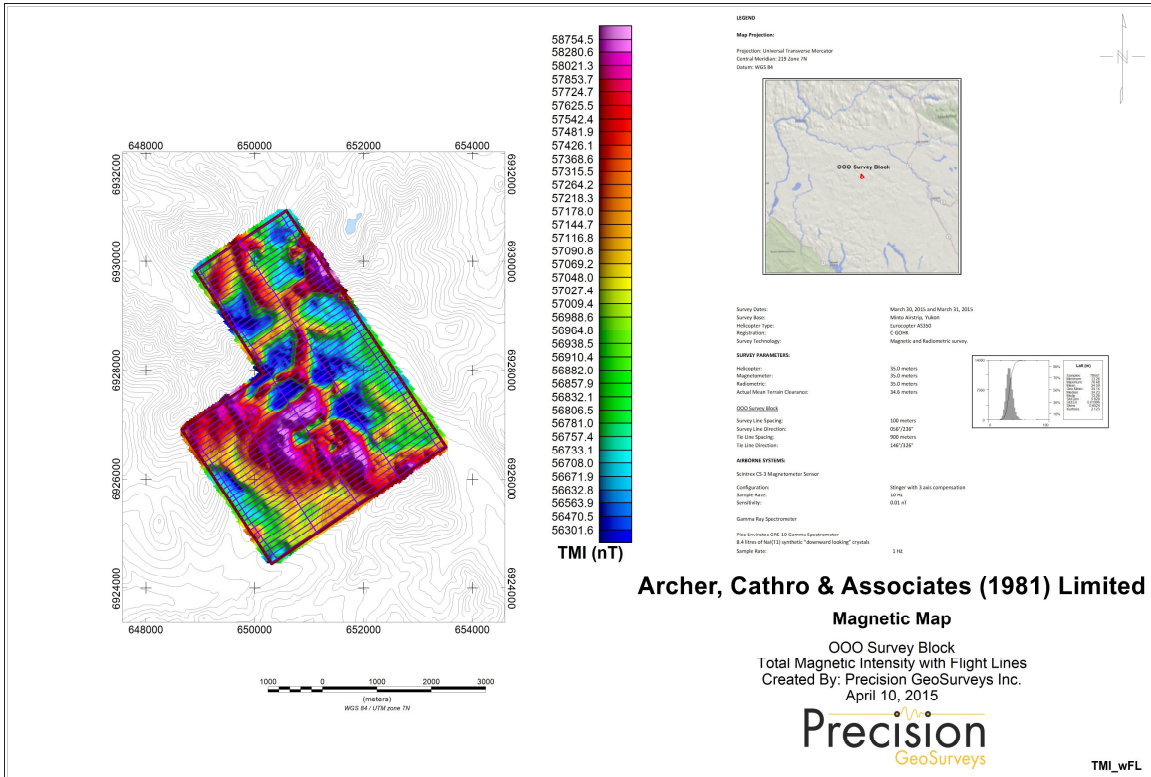 58754.5
58280.6
58021.3
57853.7
57724.7
57625.5
57542.4
57481.9
57426.1
57368.6
57315.5
57264.2
57218.3
57178.0
57144.7
57116.8
57090.8
57069.2
57048.0
57027.4
57009.4
56988.6
56964.0
56938.5
56910.4
56882.0
56857.9
56832.1
56806.5
56781.0
56757.4
56733.1
56708.0
56671.9
56632.8
56563.9
56470.5
56301.6
TMI (nT)
648000 650000 652000 654000
6932000 6932000
6930000 6930000
6928000 6928000
6926000 6926000
6924000 6924000
648000 650000 652000 654000
1000 0 1000 2000 3000
(meters)
WGS 84 / UTM zone 7N
LEGEND
Map Projection:
Projection: Universal Transverse Mercator
Central Meridian: 219 Zone 7N
Datum: WGS 84
N
OOO Survey Block
Survey Dates: March 30, 2015 and March 31, 2015
Survey Base: Minto Airstrip, Yukon
Helicopter Type: Eurocopter AS350
Registration: C-GOHK
Survey Technology: Magnetic and Radiometric survey.
SURVEY PARAMETERS:
Helicopter: 35.0 meters
Magnetometer: 35.0 meters
Radiometric: 35.0 meters
Actual Mean Terrain Clearance: 34.6 meters
OOO Survey Block
Survey Line Spacing: 100 meters
Survey Line Direction: 056°/236°
Tie Line Spacing: 900 meters
Tie Line Direction: 146°/326°
AIRBORNE SYSTEMS:
Scintrex CS-3 Magnetometer Sensor
Configuration: Stinger with 3 axis compensation
Sample Rate: 10 Hz
Sensitivity: 0.01 nT
Gamma Ray Spectrometer
8.4 litres of NaI(T1) synthetic "downward looking" crystals
Sample Rate: 1 Hz
Archer, Cathro & Associates (1981) Limited
Magnetic Map
OOO Survey Block
Total Magnetic Intensity with Flight Lines
Created By: Precision GeoSurveys Inc.
April 10, 2015
Precision
GeoSurveys
TMI_wFL